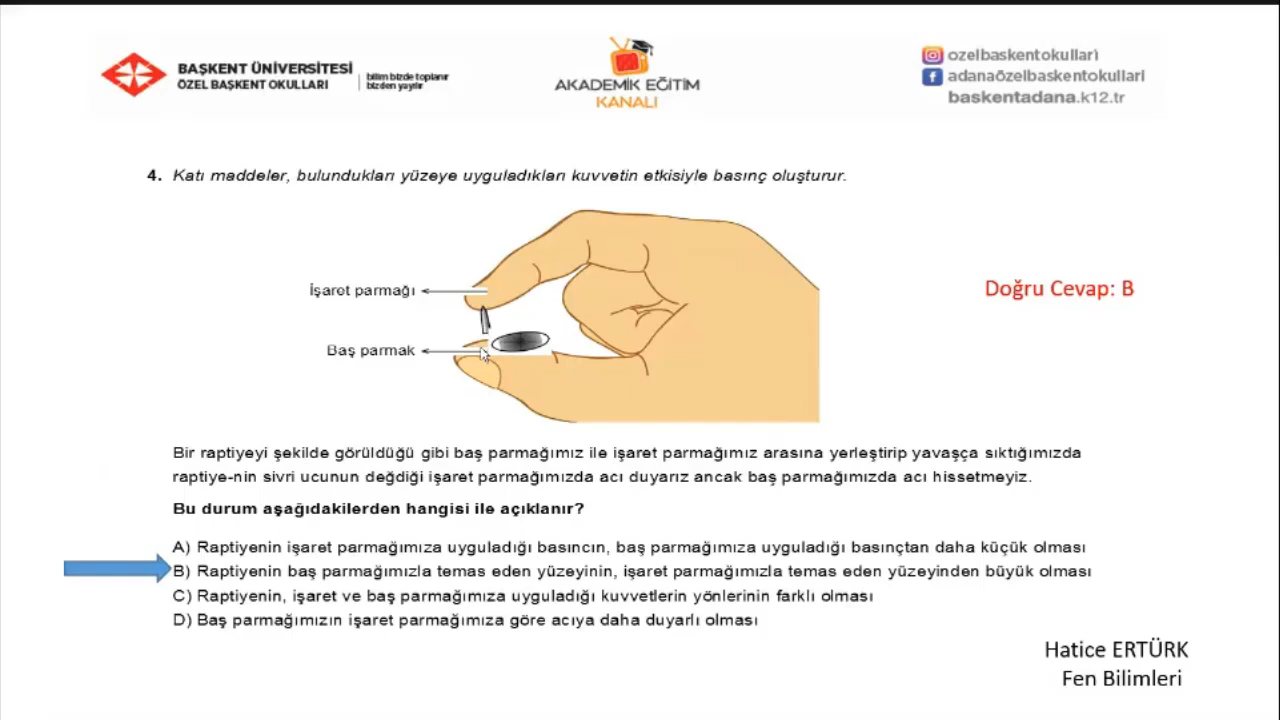 BAŞKENT ÜNİVERSİTESİ
ÖZEL BAŞKENT OKULLARI
bilim bizde toplanır
bizden yayılır
AKADEMİK EĞİTİM
KANALI
ozelbaskentokullari
adanaözelbaskentokullari
baskentadana.k12.tr
4. Katı maddeler, bulundukları yüzeye uyguladıkları kuvvetin etkisiyle basınç oluşturur.
İşaret parmağı
Baş parmak
Doğru Cevap: B
Bir raptiyeyi şekilde görüldüğü gibi baş parmağımız ile işaret parmağımız arasına yerleştirip yavaşça sıktığımızda
raptiye-nin sivri ucunun değdiği işaret parmağımızda acı duyarız ancak baş parmağımızda acı hissetmeyiz.
Bu durum aşağıdakilerden hangisi ile açıklanır?
A) Raptiyenin işaret parmağımıza uyguladığı basıncın, baş parmağımıza uyguladığı basınçtan daha küçük olması
B) Raptiyenin baş parmağımızla temas eden yüzeyinin, işaret parmağımızla temas eden yüzeyinden büyük olması
C) Raptiyenin, işaret ve baş parmağımıza uyguladığı kuvvetlerin yönlerinin farklı olması
D) Baş parmağımızın işaret parmağımıza göre acıya daha duyarlı olması
Hatice ERTÜRK
Fen Bilimleri